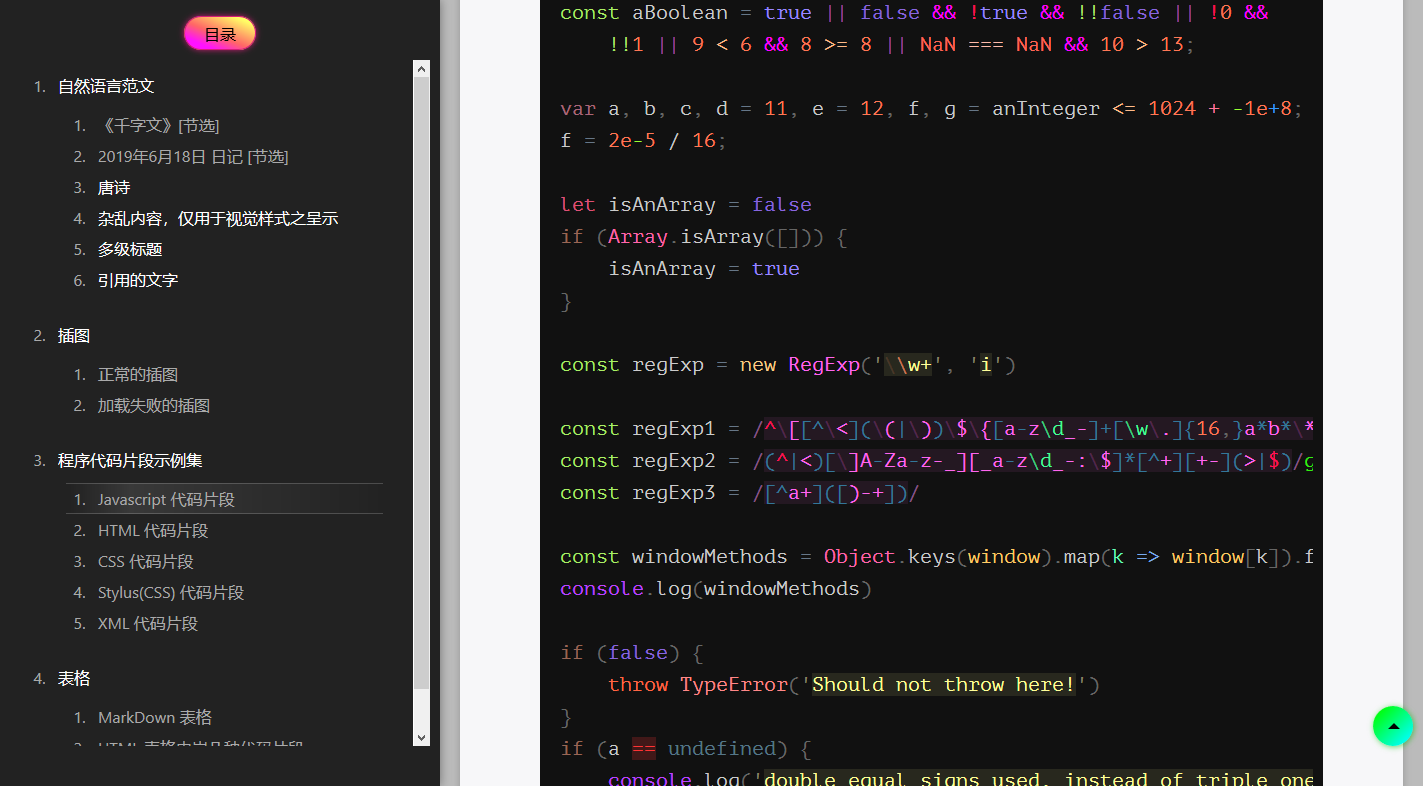 目录
1. 自然语言范文
1. 《千字文》[节选]
2. 2019年6月18日 日记 [节选]
3. 唐诗
4. 杂乱内容，仅用于视觉样式之呈示
5. 多级标题
6. 引用的文字
2. 插图
1. 正常的插图
2. 加载失败的插图
3. 程序代码片段示例集
1. Javascript 代码片段
2. HTML 代码片段
3. CSS 代码片段
4. Stylus(CSS) 代码片段
5. XML 代码片段
4. 表格
1. MarkDown 表格
const aBoolean = true || false && !true && !!false || !0 &&
!!1 || 9 < 6 && 8 >= 8 || NaN === NaN && 10 > 13;
var a, b, c, d = 11, e = 12, f, g = anInteger <= 1024 + -1e+8;
f = 2e-5 / 16;
let isAnArray = false
if (Array.isArray([])) {
isAnArray = true
}
const regExp = new RegExp('\\w+', 'i')
const regExp1 = /^\[[^\<](\(|\))\$\{[a-z\d_-]+[\w\.]{16,}a*b*\*
const regExp2 = /(^|<)[\]A-Za-z-_][_a-z\d_-:\$]*[^+][+-](>|$)/g
const regExp3 = /[^a+]([)-+])/
const windowMethods = Object.keys(window).map(k => window[k]).f
console.log(windowMethods)
if (false) {
throw TypeError('Should not throw here!')
}
if (a == undefined) {
console.log('double equal signs used, instead of triple one